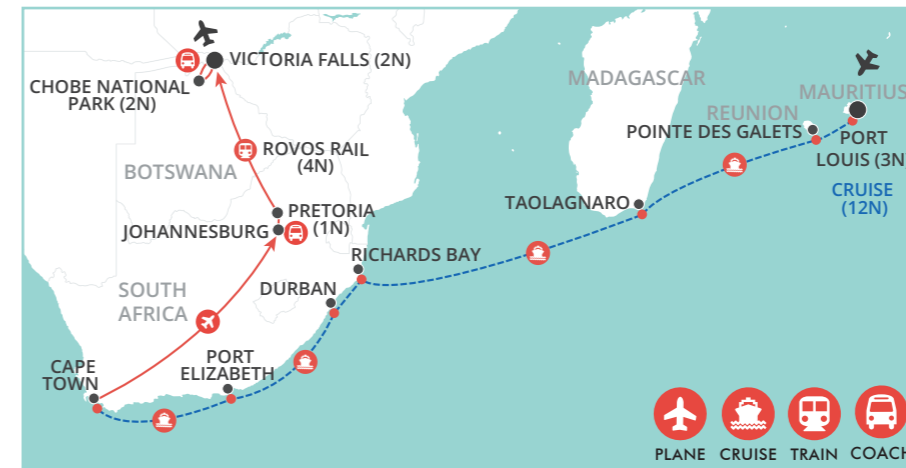 VICTORIA FALLS (2N)
CHOBE NATIONAL
PARK (2N)
MADAGASCAR
MAURITIUS
REUNION
POINTE DES GALETS
PORT
LOUIS (3N)
CRUISE
(12N)
ROVOS RAIL
(4N)
BOTSWANA
TAOLAGNARO
PRETORIA
(1N)
JOHANNESBURG
RICHARDS BAY
DURBAN
SOUTH
AFRICA
PORT
ELIZABETH
CAPE
TOWN
PLANE
CRUISE
TRAIN
COACH